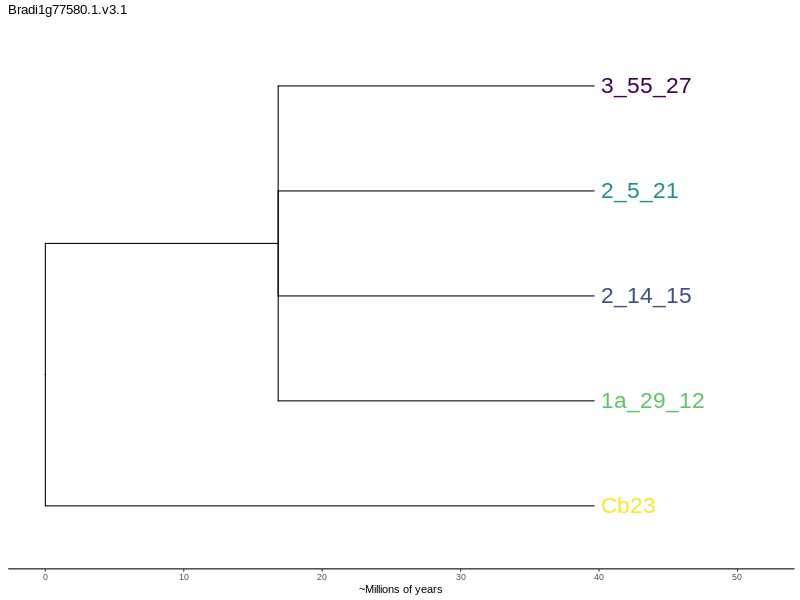 Bradi1g77580.1.v3.1
3_55_27
2_5_21
2_14_15
1a_29_12
Cb23
0 10 20 30 40 50
~Millions of years